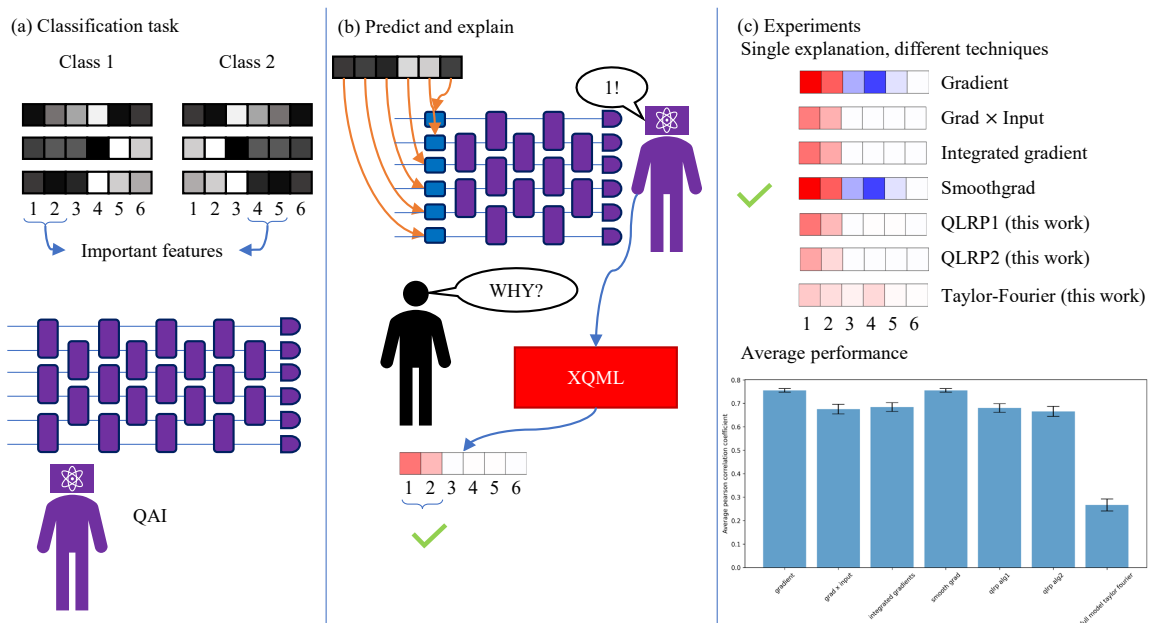 (a) Classification task
Class 1
Class 2
1 2 3 4 5 6
1 2 3 4 5 6
Important features
QAI
(b) Predict and explain
1!
WHY?
XQML
1 2 3 4 5 6
(c) Experiments
Single explanation, different techniques
Gradient
Grad × Input
Integrated gradient
Smoothgrad
QLRP1 (this work)
QLRP2 (this work)
Taylor-Fourier (this work)
1 2 3 4 5 6
Average performance
Average pearson correlation coefficient
0.8
0.7
0.6
0.5
0.4
0.3
0.2
0.1
0.0
gradient
grad x input
integrated gradients
smooth grad
qlrp alg1
qlrp alg2
full model taylor fourier